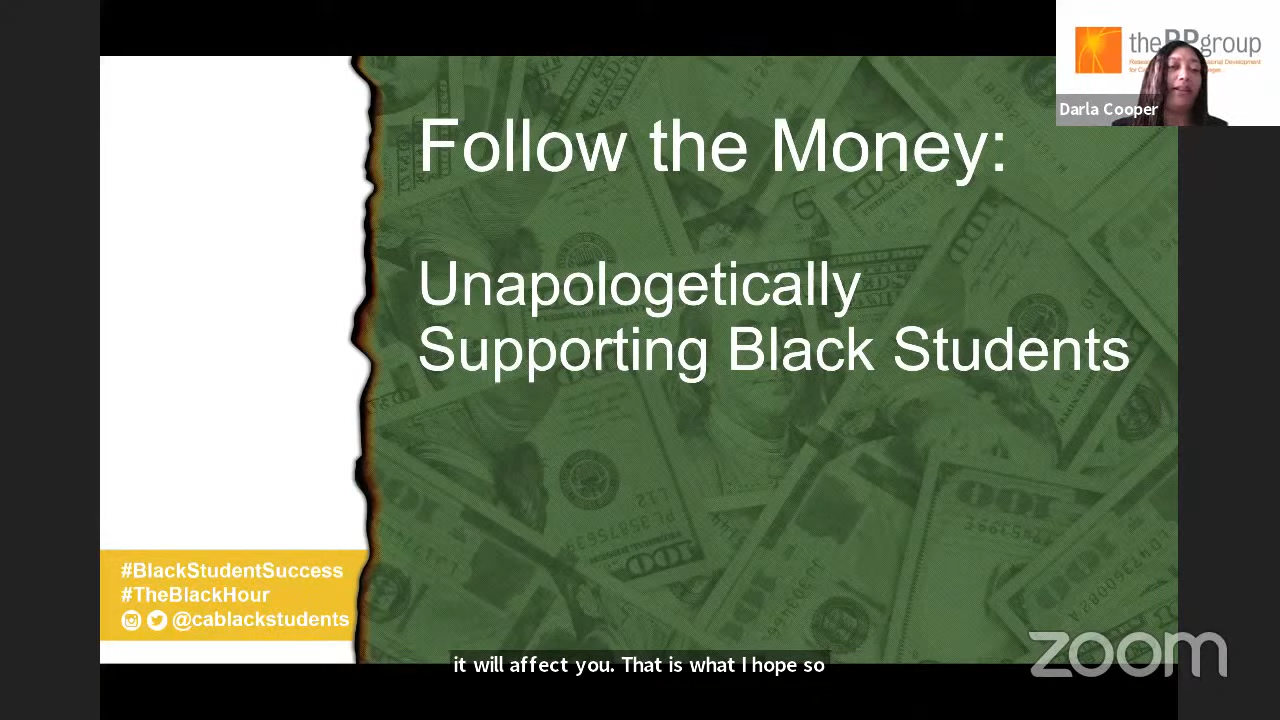 Follow the Money:
Unapologetically
Supporting Black Students
#BlackStudentSuccess
#TheBlackHour
@cablackstudents
it will affect you. That is what I hope so
zoom
the RP group
Darla Cooper